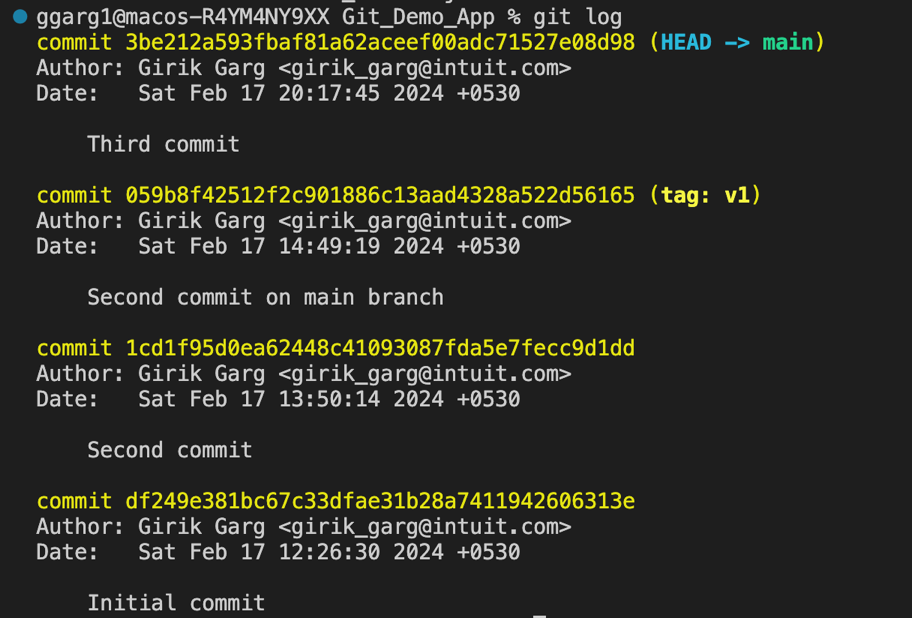 ggarg1@macos-R4YM4NY9XX Git_Demo_App % git log
commit 3be212a593fbaf81a62aceef00adc71527e08d98 (HEAD -> main)
Author: Girik Garg <girik_garg@intuit.com>
Date:   Sat Feb 17 20:17:45 2024 +0530
Third commit
commit 059b8f42512f2c901886c13aad4328a522d56165 (tag: v1)
Author: Girik Garg <girik_garg@intuit.com>
Date:   Sat Feb 17 14:49:19 2024 +0530
Second commit on main branch
commit 1cd1f95d0ea62448c41093087fda5e7fecc9d1dd
Author: Girik Garg <girik_garg@intuit.com>
Date:   Sat Feb 17 13:50:14 2024 +0530
Second commit
commit df249e381bc67c33dfae31b28a7411942606313e
Author: Girik Garg <girik_garg@intuit.com>
Date:   Sat Feb 17 12:26:30 2024 +0530
Initial commit